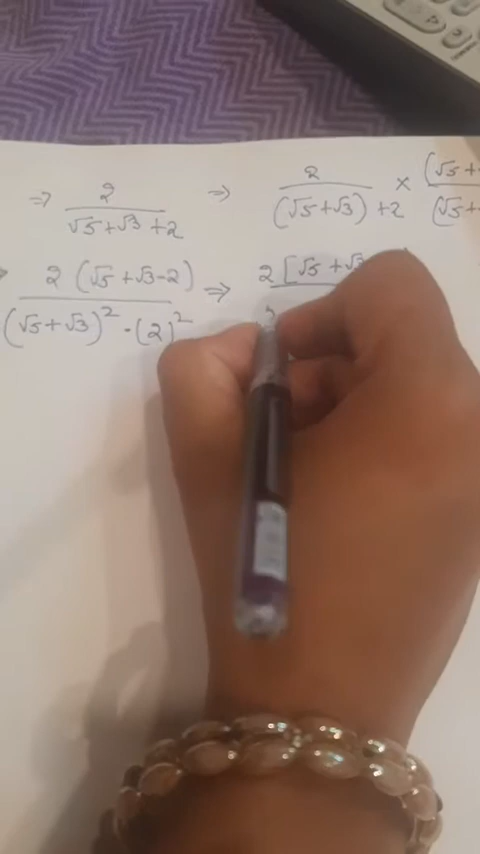 ⇒ 2/(√5+√3+2) ⇒ 2/((√5+√3)+2) × (√5+/(√5+
2(√5+√3-2)/((√5+√3)²-(2)²) ⇒ 2[√5+√3